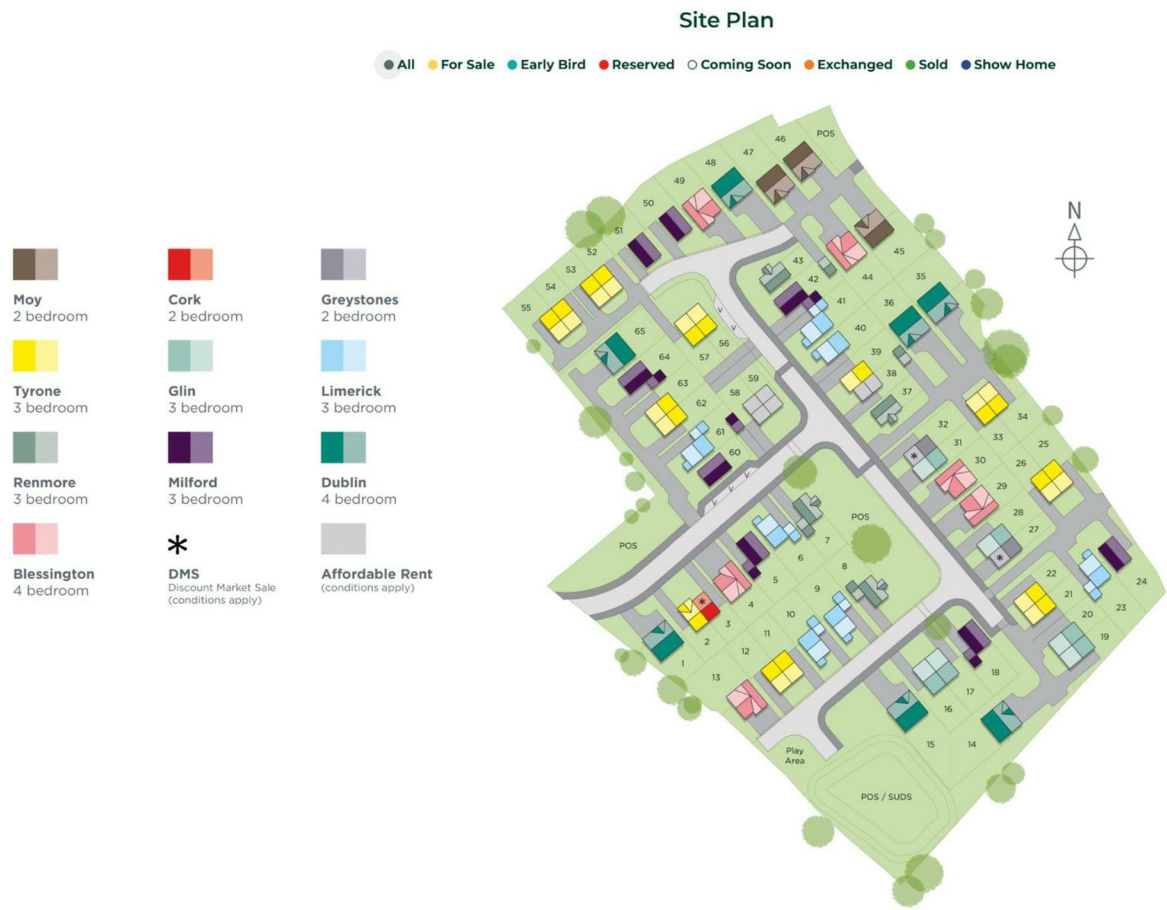 Site Plan
All For Sale Early Bird Reserved Coming Soon Exchanged Sold Show Home
Moy
2 bedroom
Cork
2 bedroom
Greystones
2 bedroom
Tyrone
3 bedroom
Glin
3 bedroom
Limerick
3 bedroom
Renmore
3 bedroom
Milford
3 bedroom
Dublin
4 bedroom
Blessington
4 bedroom
*
DMS
Discount Market Sale
(conditions apply)
Affordable Rent
(conditions apply)
N
POS
46
47
48
49
50
51
52
53
54
55
45
44
43
42
41
40
39
38
37
36
35
65
64
63
62
61
60
59
58
57
56
V
V
34
33
32
31
30
29
28
27
26
25
*
*
V
V
V
POS
POS
7
6
5
4
3
2
1
*
8
9
10
11
12
13
24
23
22
21
20
19
18
17
16
15
14
Play
Area
POS / SUDS